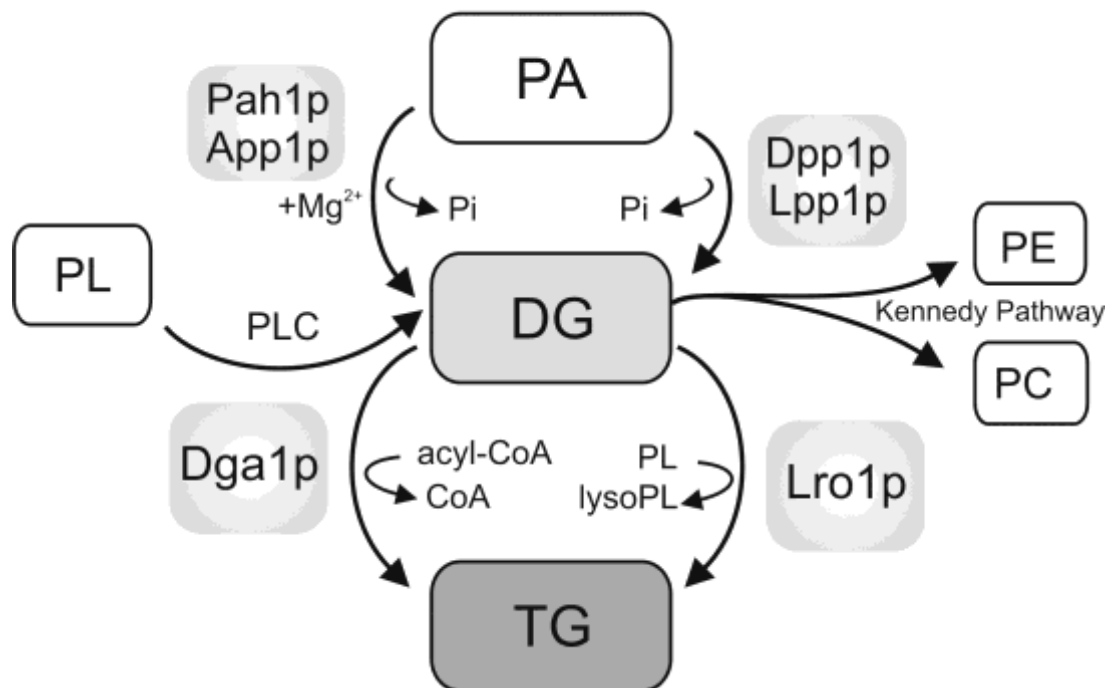 PA
Pah1p
App1p
+Mg²⁺
Pi
Pi
Dpp1p
Lpp1p
PL
PLC
DG
PE
Kennedy Pathway
PC
Dga1p
acyl-CoA
CoA
PL
lysoPL
Lro1p
TG